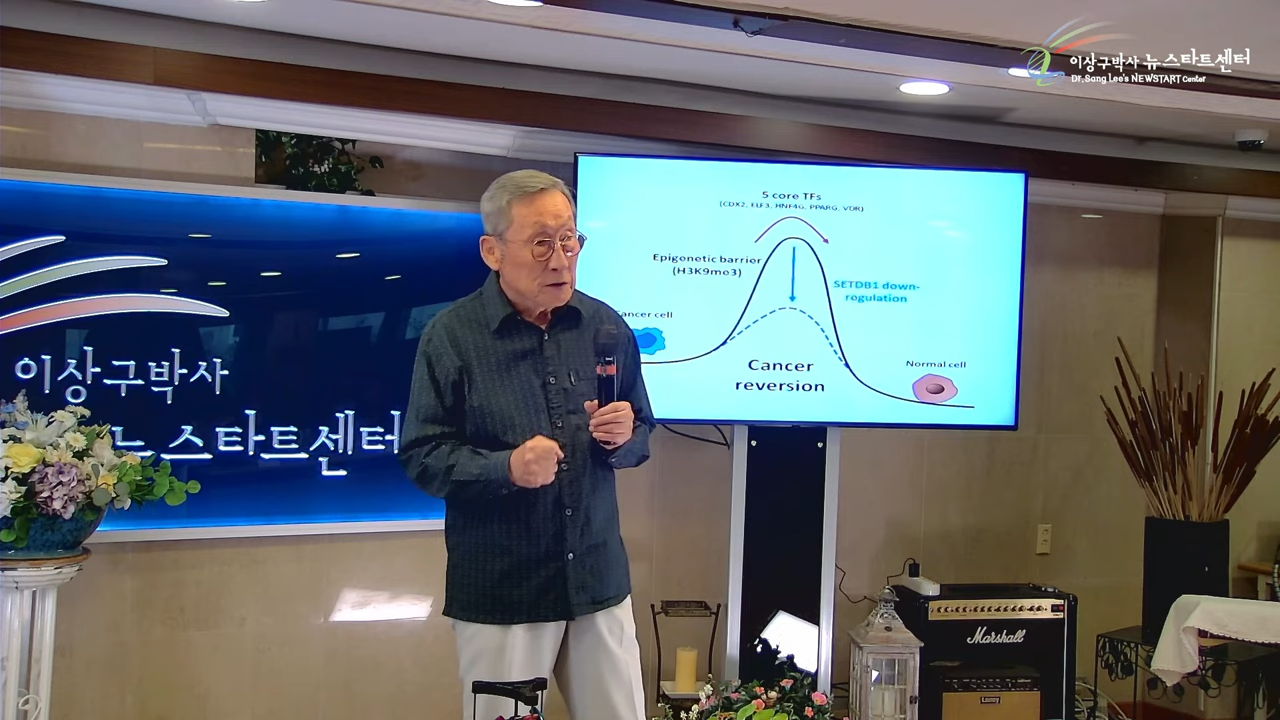 이상구박사 뉴스타트센터
Dr. Sang Lee's NEWSTART Center
5 core TFs
(CDX2, ELF3, HNF4G, PPARG, VDR)
Epigenetic barrier
(H3K9me3)
SETDB1 down-
regulation
Cancer cell
Normal cell
Cancer
reversion
이상구박사
뉴스타트센터
Marshall
Laney